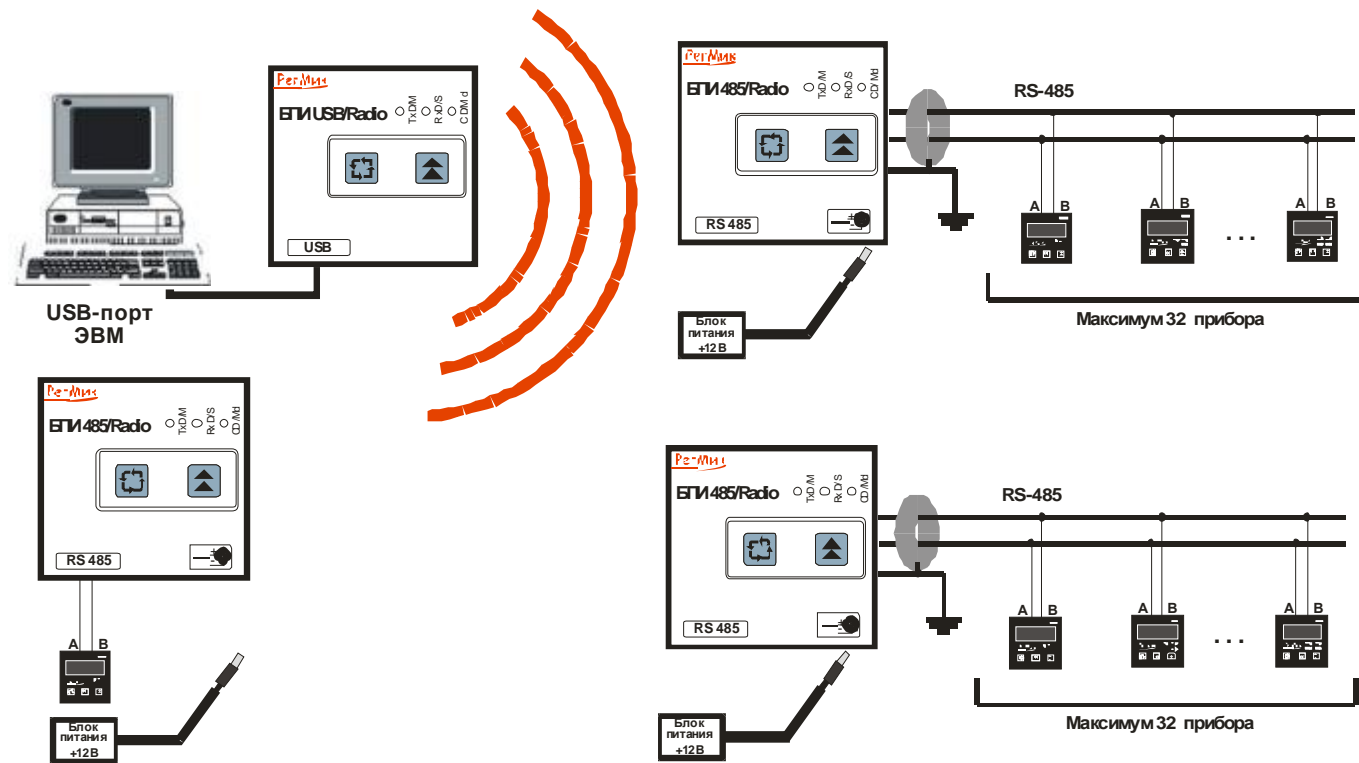 РегМик
БПИ USB/Radio
TxD/M
RxD/S
CD/Md
USB
USB-порт
ЭВМ
РегМик
БПИ 485/Radio
TxD/M
RxD/S
CD/Md
RS 485
RS-485
A B
A B
A B
...
Блок
питания
+12 В
Максимум 32 прибора
РегМик
БПИ 485/Radio
TxD/M
RxD/S
CD/Md
RS 485
A B
Блок
питания
+12 В
РегМик
БПИ 485/Radio
TxD/M
RxD/S
CD/Md
RS 485
RS-485
A B
A B
A B
...
Блок
питания
+12 В
Максимум 32 прибора